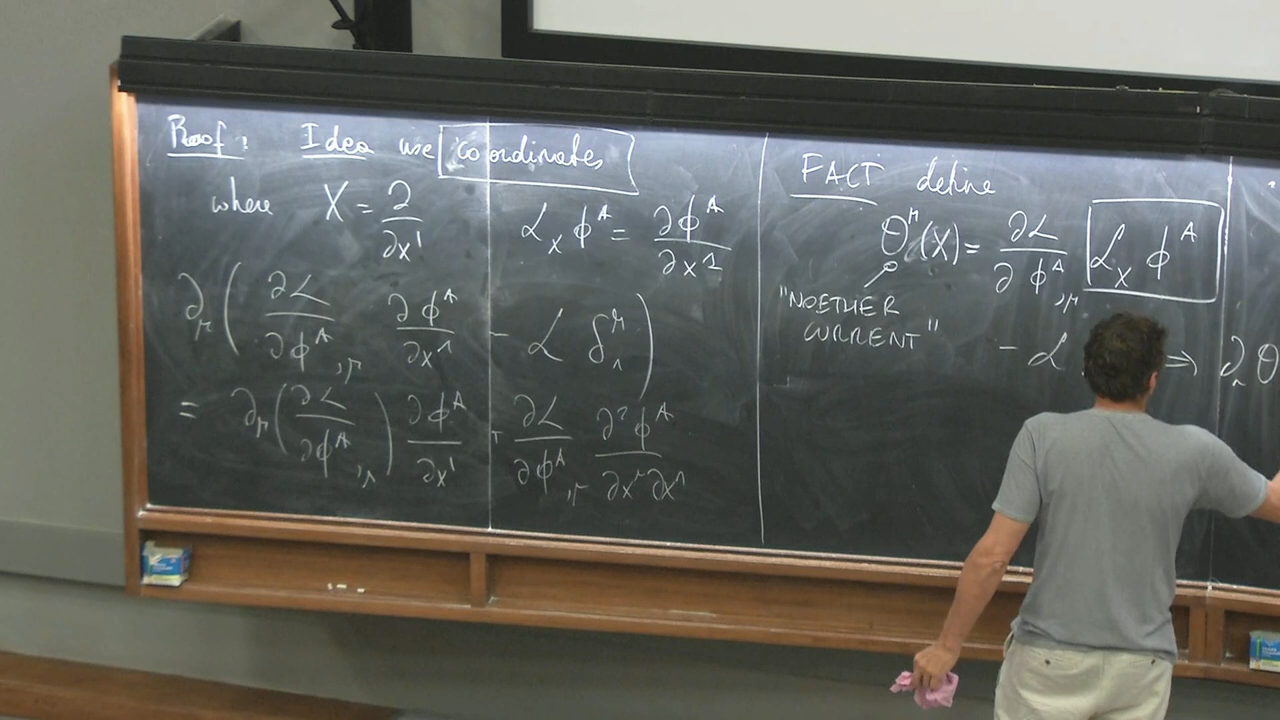 Proof: Idea use coordinates
where X = ∂/∂x¹   ℒ_X φ^A = ∂φ^A/∂x¹
∂_μ ( ∂ℒ/∂φ^A_{,μ} ∂φ^A/∂x¹ − ℒ δ^μ_1 )
= ∂_μ ( ∂ℒ/∂φ^A_{,μ} ) ∂φ^A/∂x¹ + ∂ℒ/∂φ^A_{,μ} ∂²φ^A/∂x^μ∂x¹
FACT define
Θ^μ(X) = ∂ℒ/∂φ^A_{,μ} ℒ_X φ^A
"NOETHER
CURRENT"
− ℒ ⇒ ∂_μ Θ